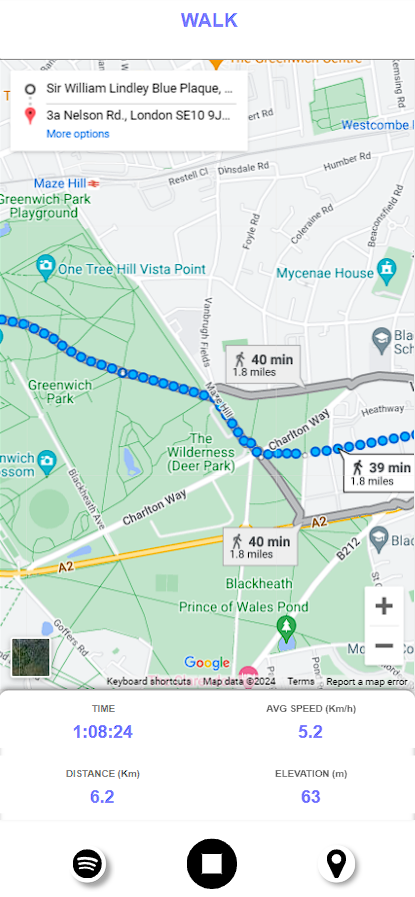 WALK
The Greenwich Centre
Sir William Lindley Blue Plaque, ...
3a Nelson Rd., London SE10 9J...
More options
Westcombe
Humber Rd
Dinsdale Rd
Restell Cl
Maze Hill
Greenwich Park
Playground
Foyle Rd
Coleraine Rd
Beaconsfield Rd
One Tree Hill Vista Point
Mycenae House
Vanbrugh Fields
40 min
1.8 miles
Greenwich
Park
Maze Hill
Heathway
Charlton Way
The
Wilderness
(Deer Park)
39 min
1.8 miles
Blackheath Ave
Charlton Way
A2
40 min
1.8 miles
B212
A2
Blackheath
Prince of Wales Pond
Goffers Rd
Google
Keyboard shortcuts
Map data ©2024
Terms
Report a map error
TIME
AVG SPEED (Km/h)
1:08:24
5.2
DISTANCE (Km)
ELEVATION (m)
6.2
63